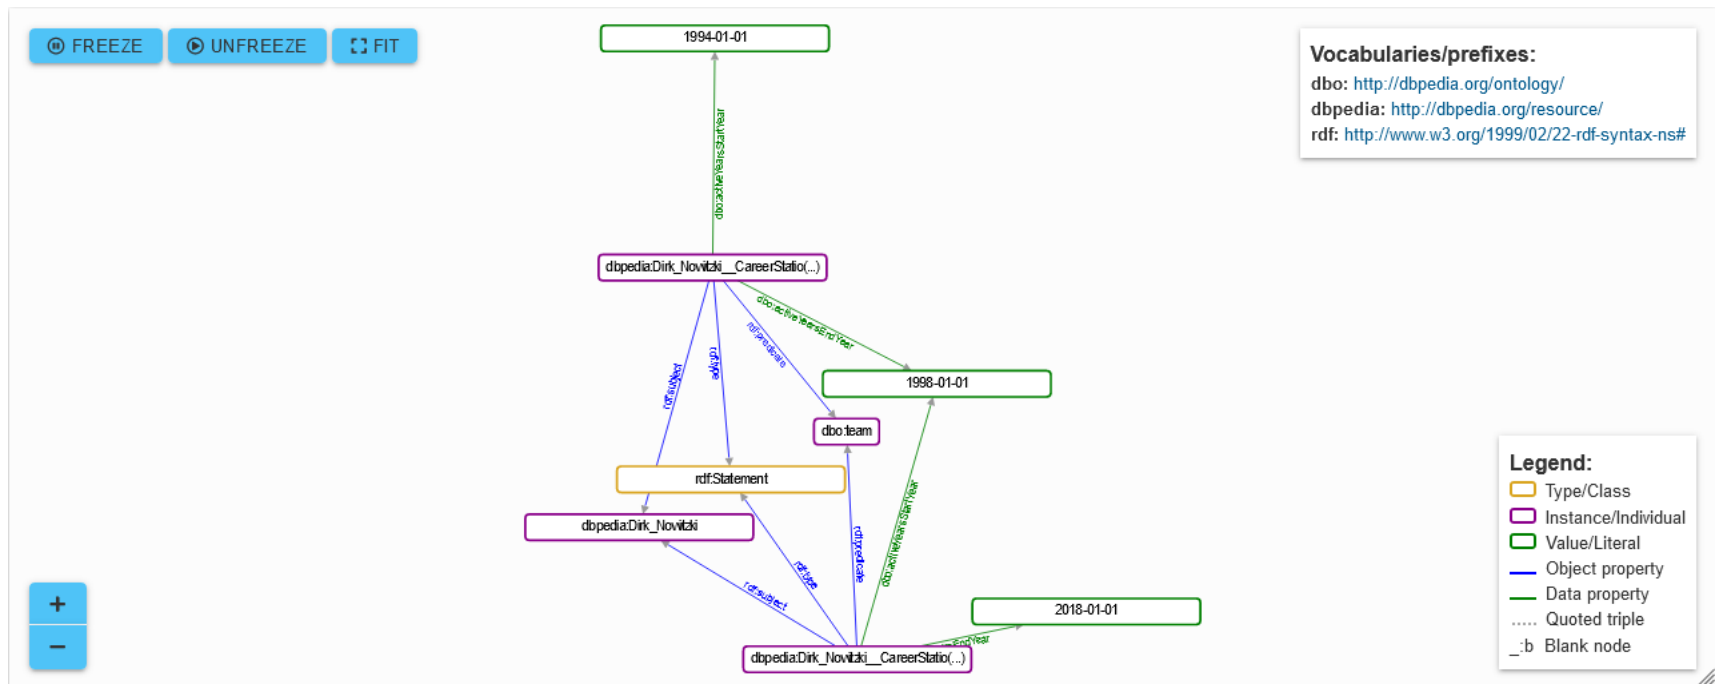 FREEZE
UNFREEZE
FIT
1994-01-01
Vocabularies/prefixes:
dbo: http://dbpedia.org/ontology/
dbpedia: http://dbpedia.org/resource/
rdf: http://www.w3.org/1999/02/22-rdf-syntax-ns#
dbo:activeYearsStartYear
dbpedia:Dirk_Nowitzki__CareerStatio(...)
dbo:activeYearsEndYear
rdf:predicate
rdf:type
rdf:subject
1998-01-01
dbo:team
rdf:Statement
dbpedia:Dirk_Nowitzki
dbo:activeYearsStartYear
rdf:predicate
rdf:type
rdf:subject
2018-01-01
EndYear
dbpedia:Dirk_Nowitzki__CareerStatio(...)
Legend:
Type/Class
Instance/Individual
Value/Literal
Object property
Data property
Quoted triple
_:b Blank node
+
−